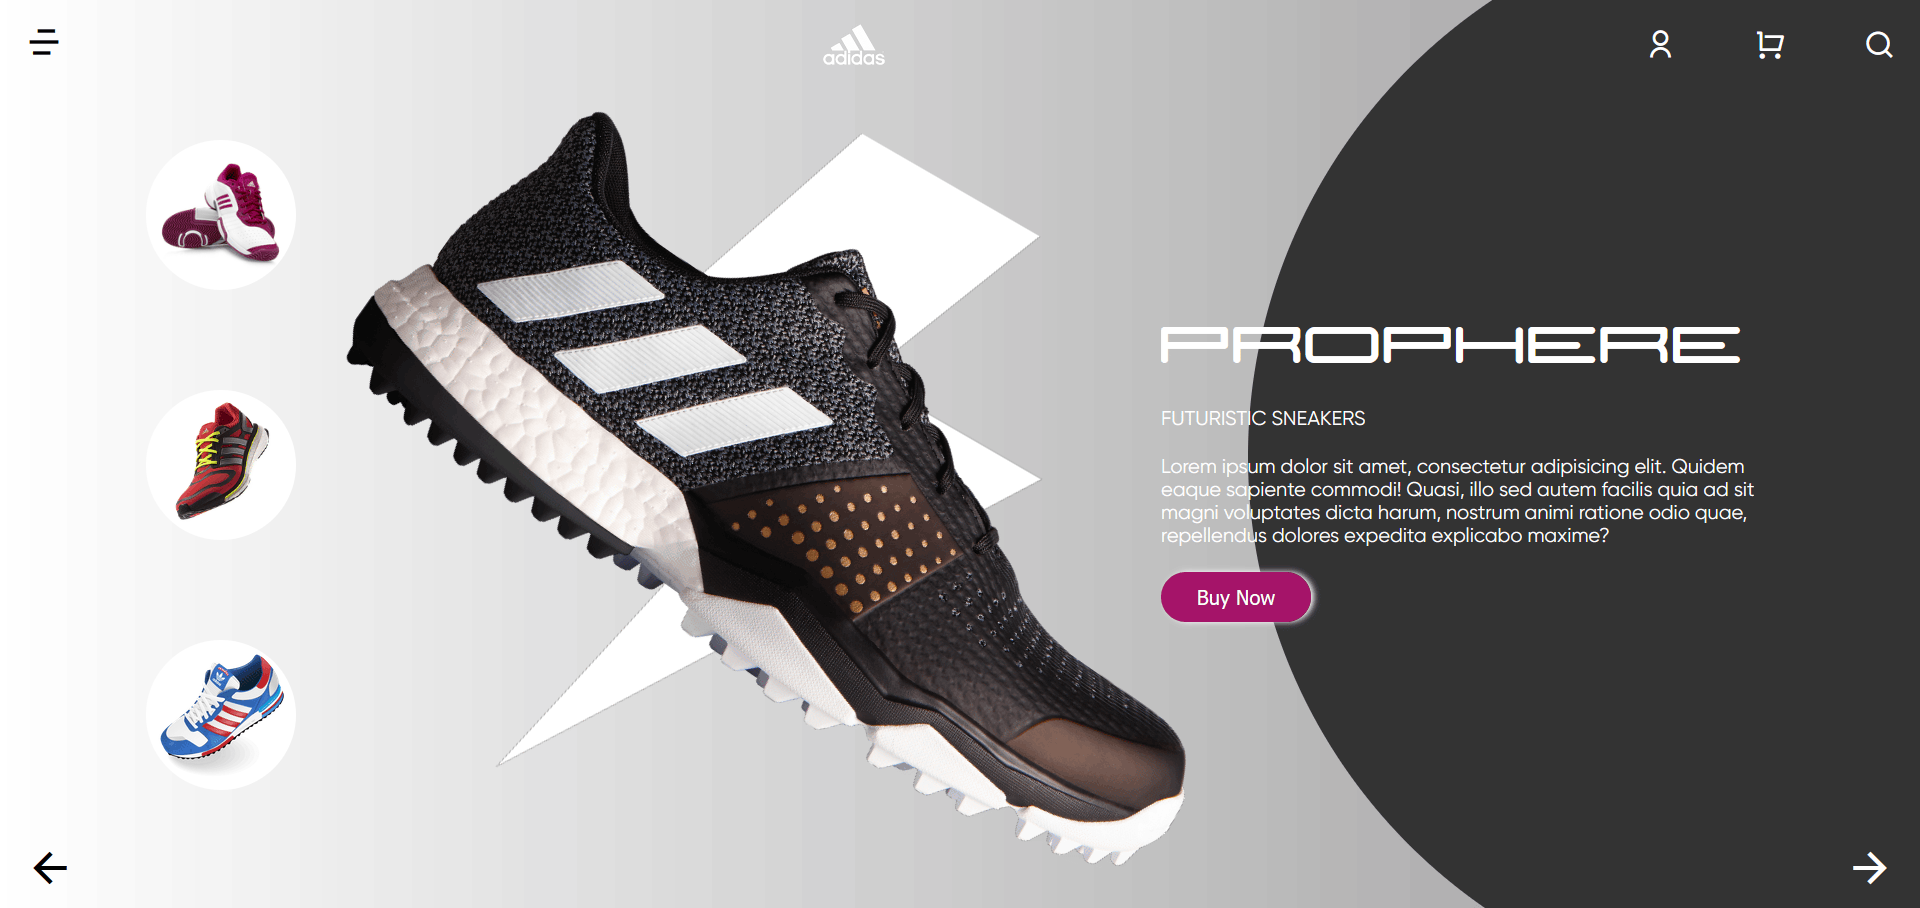 adidas
PROPHERE
FUTURISTIC SNEAKERS
Lorem ipsum dolor sit amet, consectetur adipisicing elit. Quidem
eaque sapiente commodi! Quasi, illo sed autem facilis quia ad sit
magni voluptates dicta harum, nostrum animi ratione odio quae,
repellendus dolores expedita explicabo maxime?
Buy Now